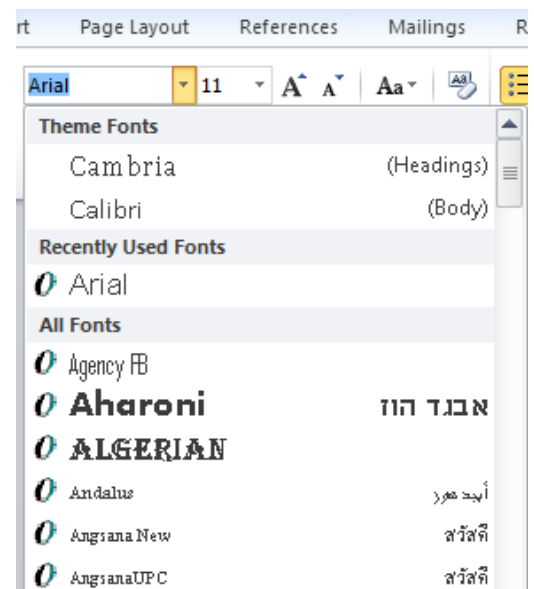 rt Page Layout References Mailings R
Arial 11 A A Aa Aa
Theme Fonts
Cambria (Headings)
Calibri (Body)
Recently Used Fonts
Arial
All Fonts
Agency FB
Aharoni אבגד הוז
ALGERIAN
Andalus أبجد هوز
Angsana New สวัสดี
AngsanaUPC สวัสดี